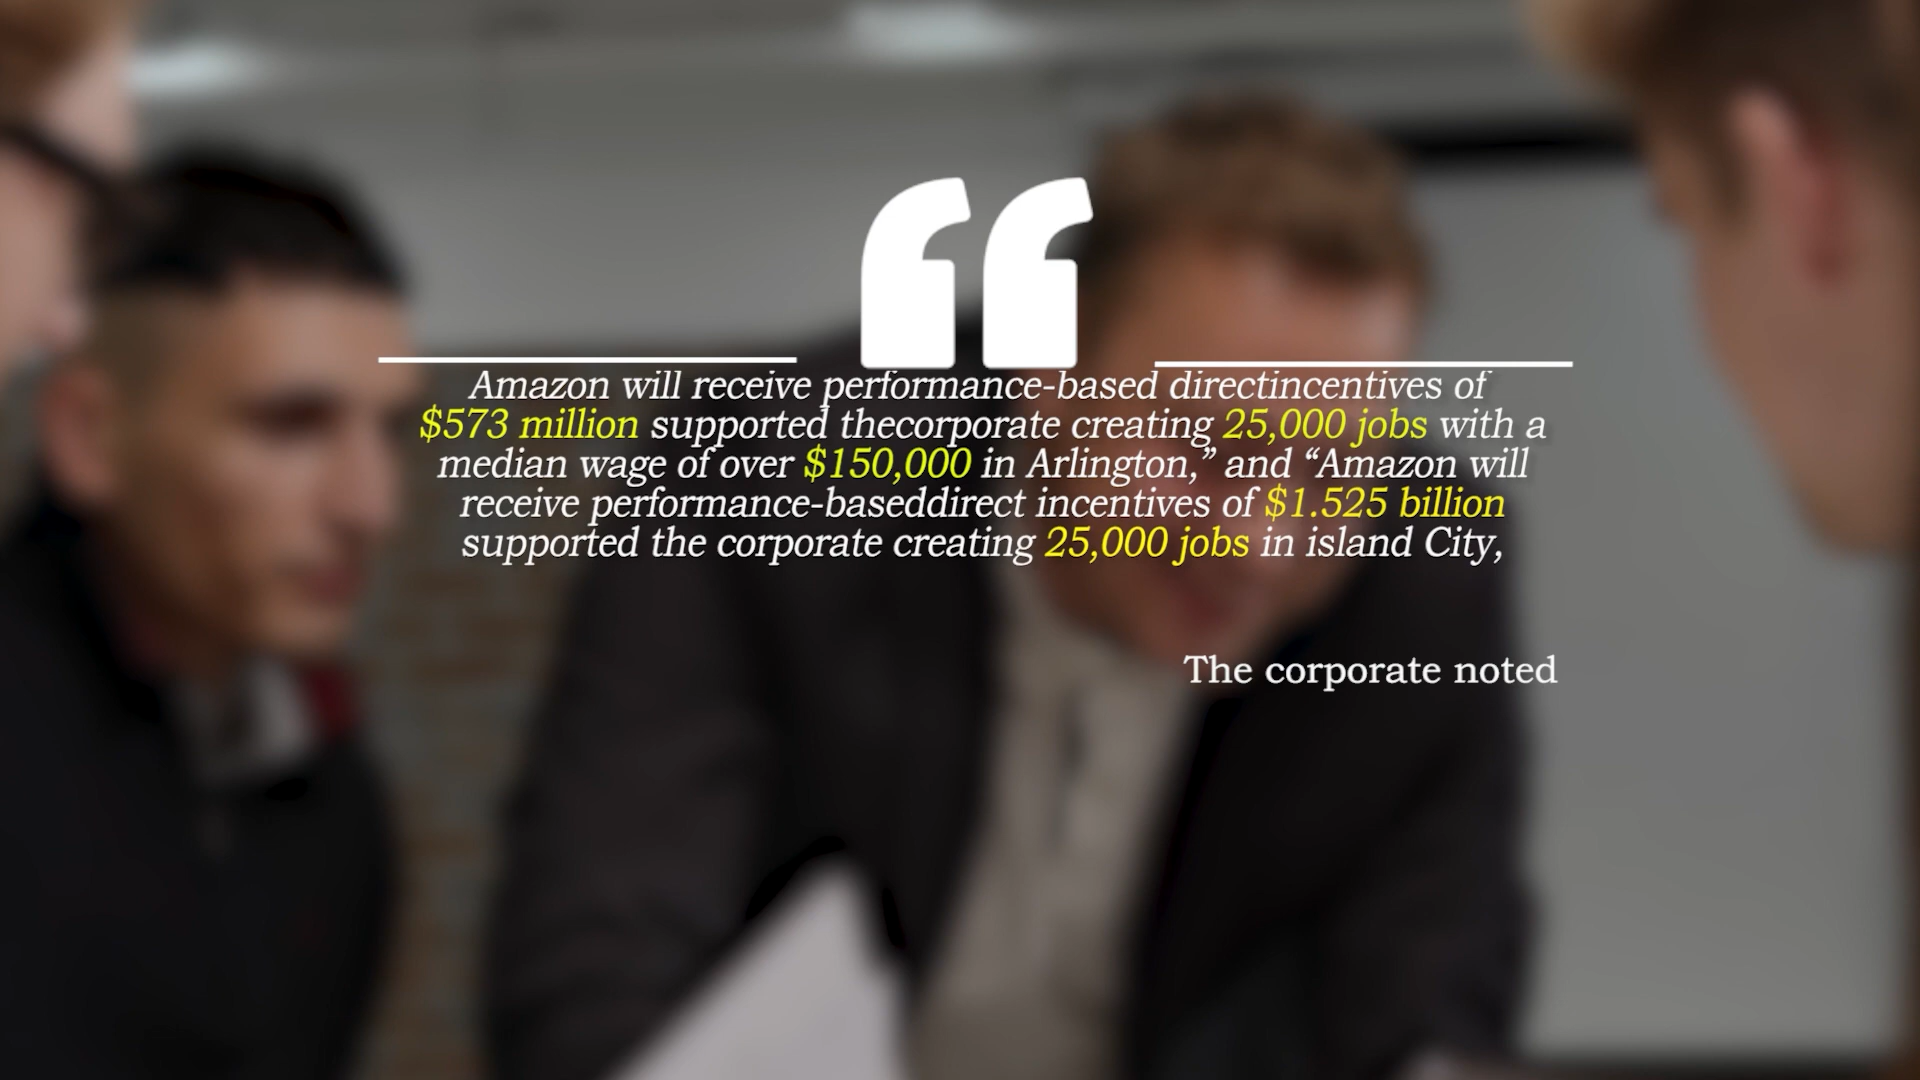 Amazon will receive performance-based directincentives of
$573 million supported thecorporate creating 25,000 jobs with a
median wage of over $150,000 in Arlington,” and “Amazon will
receive performance-baseddirect incentives of $1.525 billion
supported the corporate creating 25,000 jobs in island City,
The corporate noted